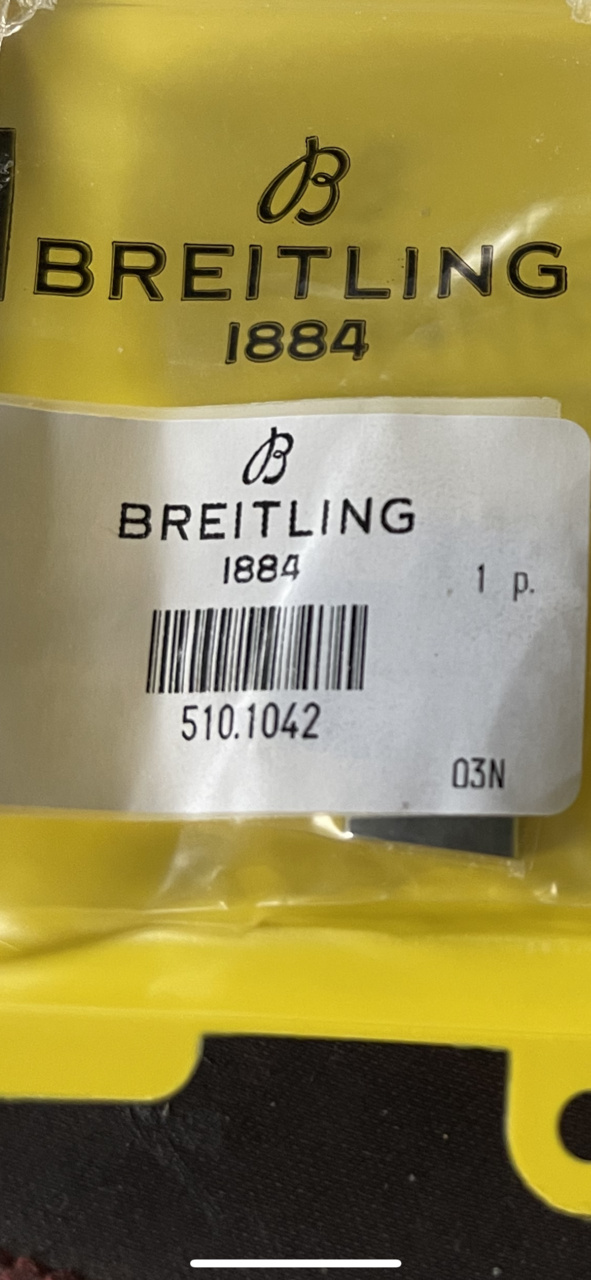 B
BREITLING
1884
B
BREITLING
1884
1 p.
510.1042
03N